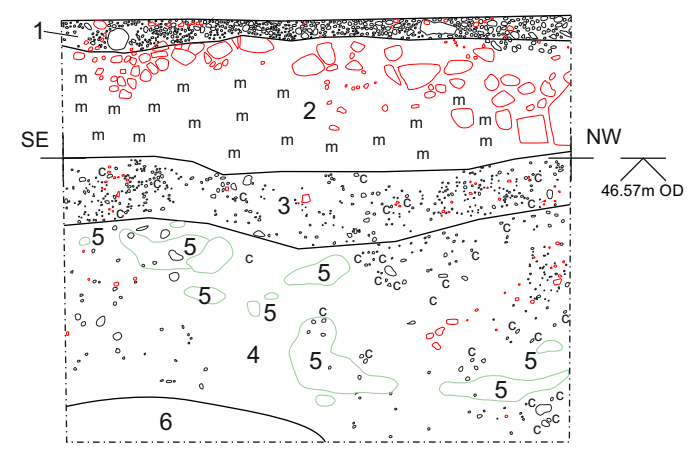 1
m m m
m m m 2 m
m m m m m m
m m m
SE NW
46.57m OD
c c c c
c 3 c c c
c c c
5 5 c 5 c c
c c c c
5 5 c c
c c
4 5 c c 5
5
c c
6 c c